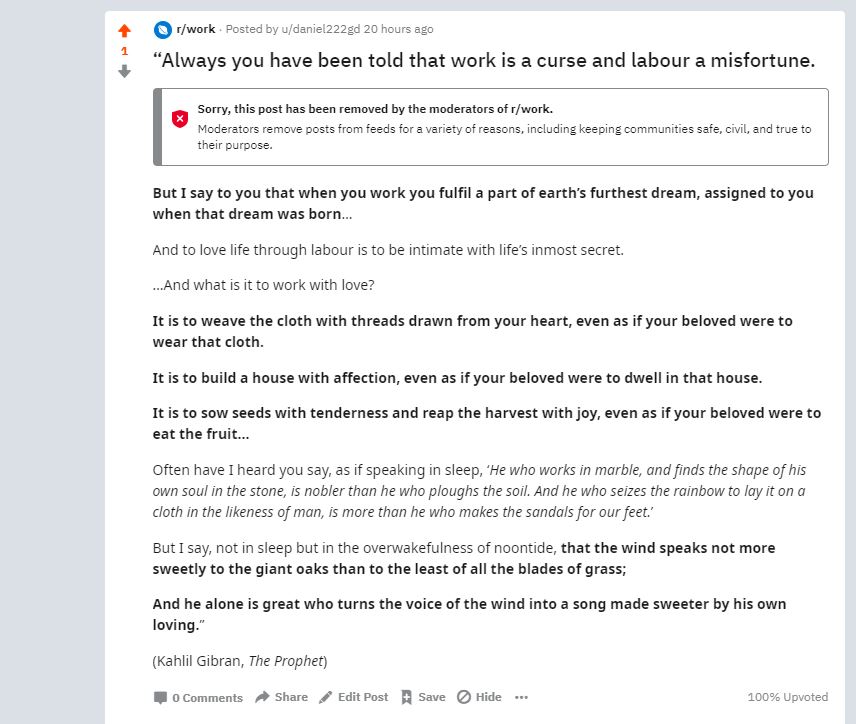 r/work · Posted by u/daniel222gd 20 hours ago
1
“Always you have been told that work is a curse and labour a misfortune.
Sorry, this post has been removed by the moderators of r/work.
Moderators remove posts from feeds for a variety of reasons, including keeping communities safe, civil, and true to
their purpose.
But I say to you that when you work you fulfil a part of earth’s furthest dream, assigned to you
when that dream was born…
And to love life through labour is to be intimate with life’s inmost secret.
…And what is it to work with love?
It is to weave the cloth with threads drawn from your heart, even as if your beloved were to
wear that cloth.
It is to build a house with affection, even as if your beloved were to dwell in that house.
It is to sow seeds with tenderness and reap the harvest with joy, even as if your beloved were to
eat the fruit…
Often have I heard you say, as if speaking in sleep, ‘He who works in marble, and finds the shape of his
own soul in the stone, is nobler than he who ploughs the soil. And he who seizes the rainbow to lay it on a
cloth in the likeness of man, is more than he who makes the sandals for our feet.’
But I say, not in sleep but in the overwakefulness of noontide, that the wind speaks not more
sweetly to the giant oaks than to the least of all the blades of grass;
And he alone is great who turns the voice of the wind into a song made sweeter by his own
loving.”
(Kahlil Gibran, The Prophet)
0 Comments Share Edit Post Save Hide ••• 100% Upvoted